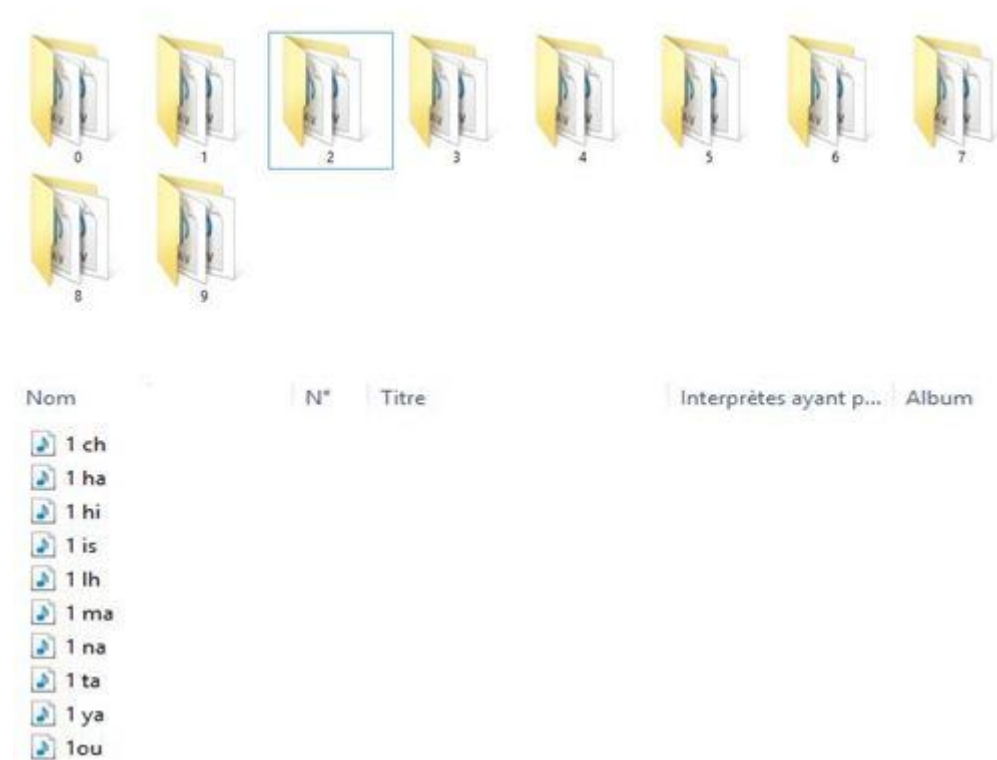 0 1 2 3 4 5 6 7
8 9
Nom N° Titre Interprètes ayant p... Album
1 ch
1 ha
1 hi
1 is
1 lh
1 ma
1 na
1 ta
1 ya
1ou